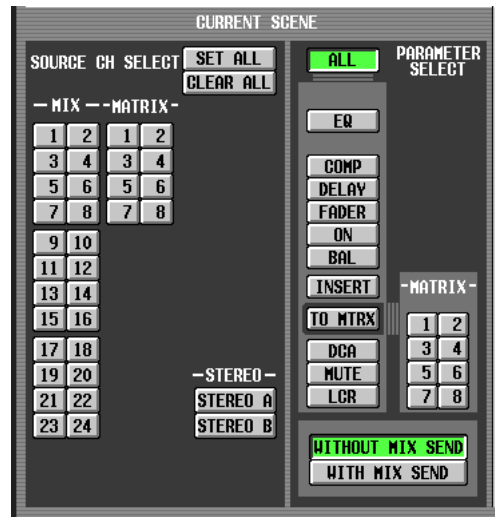 CURRENT SCENE
SOURCE CH SELECT SET ALL
CLEAR ALL
MIX MATRIX
1 2 1 2
3 4 3 4
5 6 5 6
7 8 7 8
9 10
11 12
13 14
15 16
17 18
19 20
21 22
23 24
STEREO
STEREO A
STEREO B
ALL
PARAMETER
SELECT
EQ
COMP
DELAY
FADER
ON
BAL
INSERT
TO MTRX
DCA
MUTE
LCR
MATRIX
1 2
3 4
5 6
7 8
WITHOUT MIX SEND
WITH MIX SEND